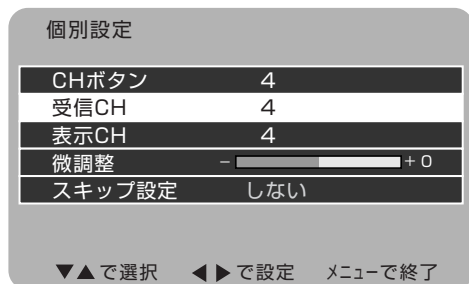 個別設定
CHボタン 4
受信CH 4
表示CH 4
微調整 - + 0
スキップ設定 しない
▼▲で選択 ◀▶で設定 メニューで終了